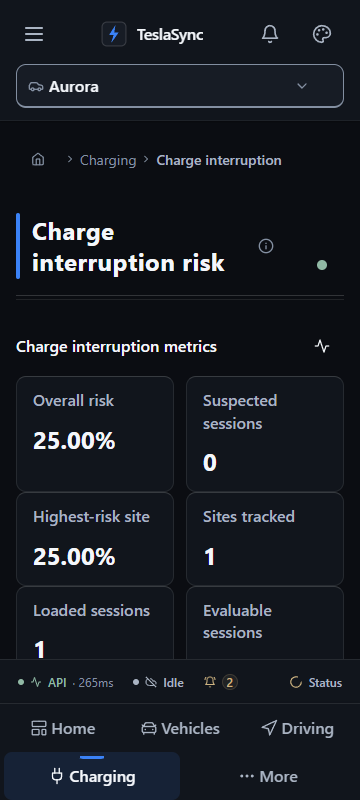 TeslaSync
Aurora
Charging
Charge interruption
Charge
interruption risk
Charge interruption metrics
Overall risk
25.00%
Suspected
sessions
0
Highest-risk site
25.00%
Sites tracked
1
Loaded sessions
1
Evaluable
sessions
API · 265ms
Idle
2
Status
Home
Vehicles
Driving
Charging
More